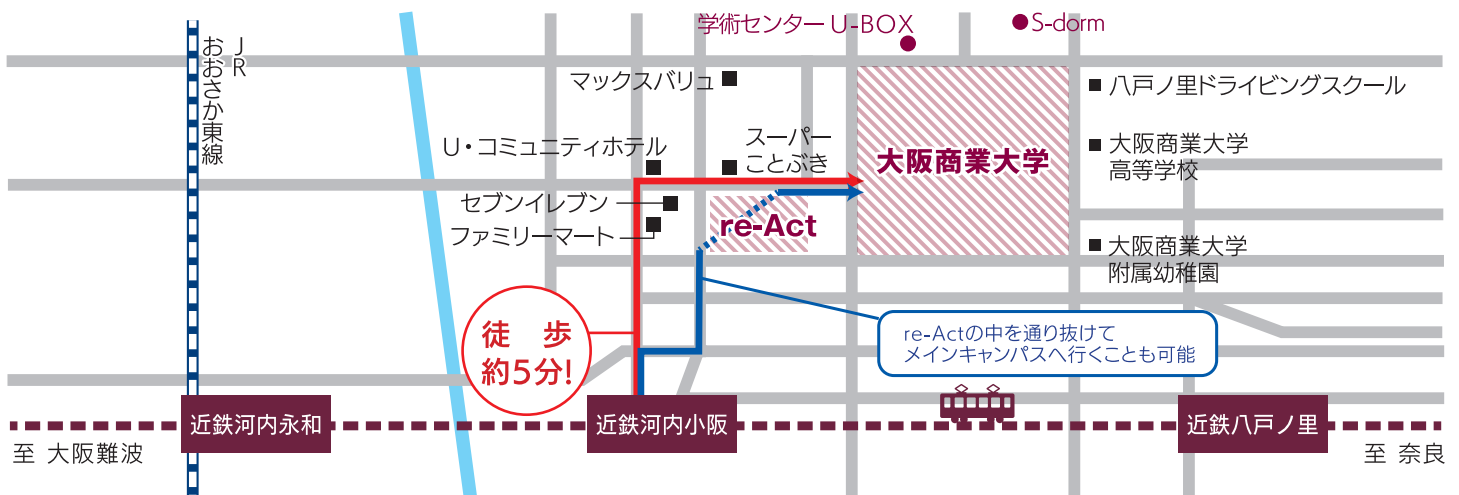 学術センター U-BOX
S-dorm
JR
おおさか東線
マックスバリュ
八戸ノ里ドライビングスクール
U・コミュニティホテル
スーパー
ことぶき
大阪商業大学
大阪商業大学
高等学校
セブンイレブン
ファミリーマート
re-Act
大阪商業大学
附属幼稚園
徒 歩
約5分!
re-Actの中を通り抜けて
メインキャンパスへ行くことも可能
近鉄河内永和
近鉄河内小阪
近鉄八戸ノ里
至 大阪難波
至 奈良